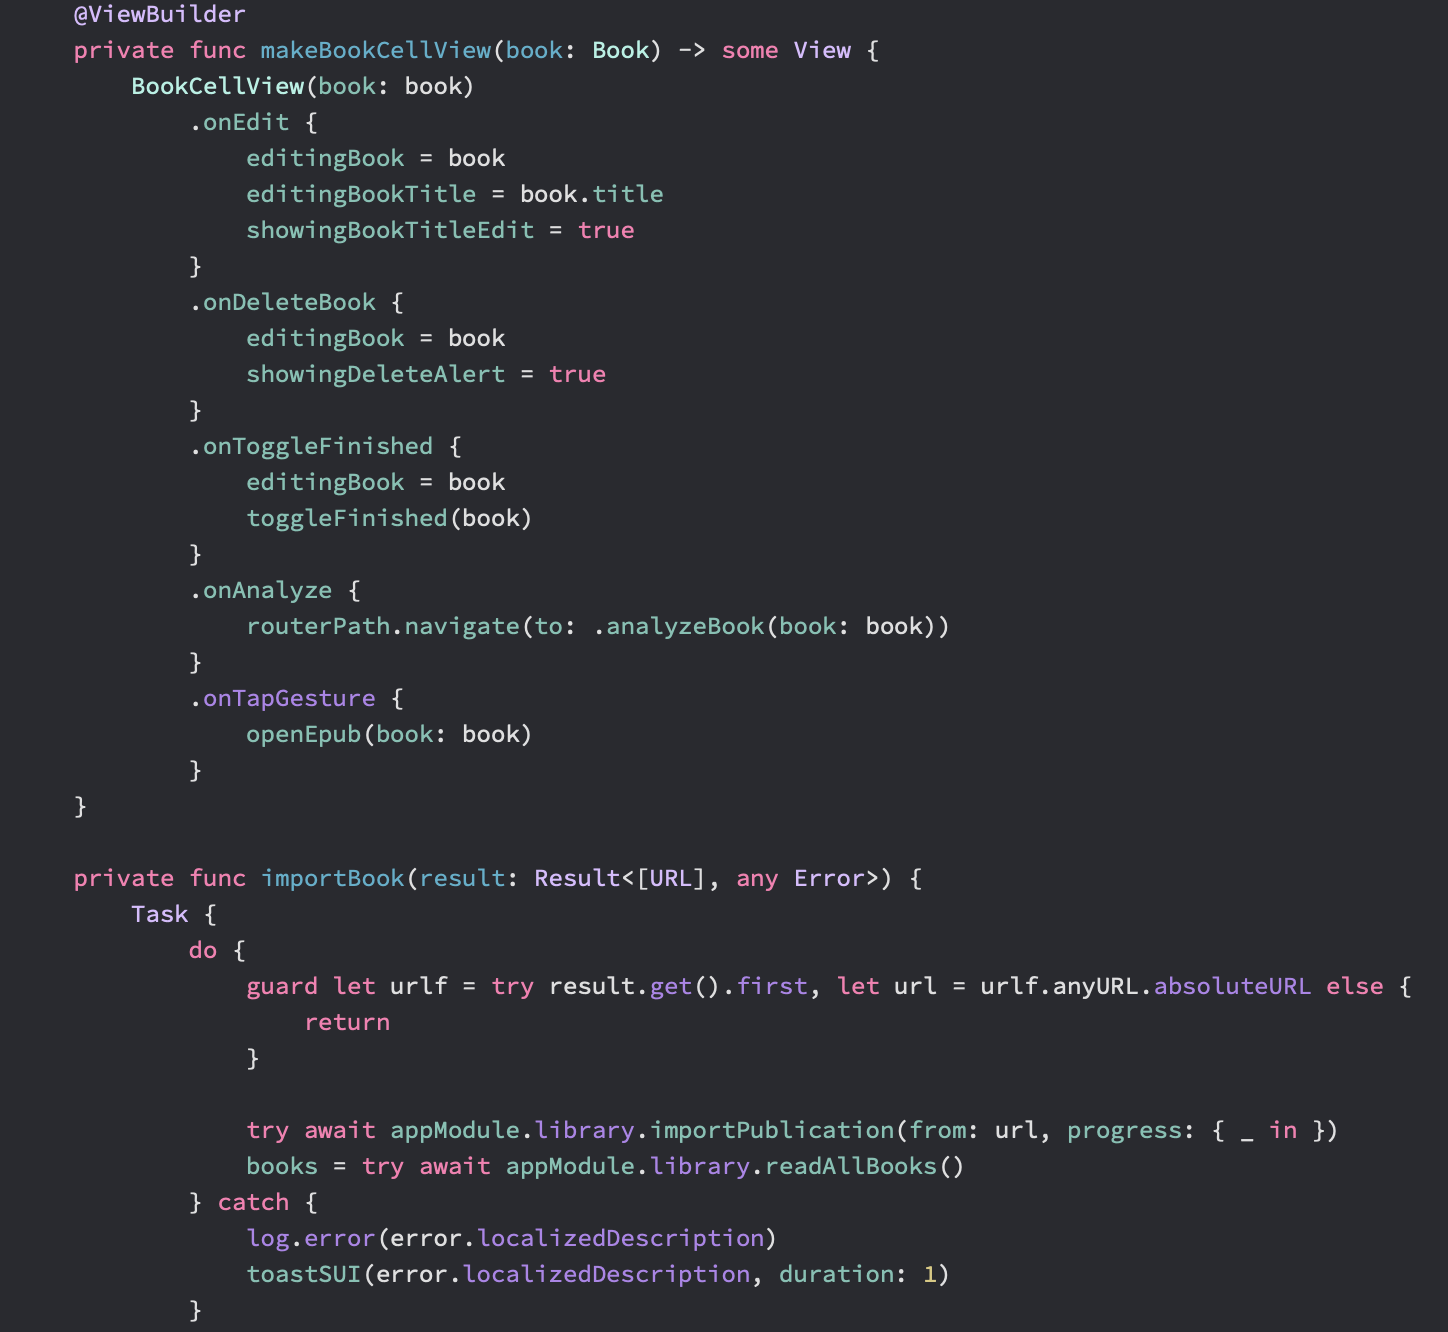 @ViewBuilder
private func makeBookCellView(book: Book) -> some View {
    BookCellView(book: book)
        .onEdit {
            editingBook = book
            editingBookTitle = book.title
            showingBookTitleEdit = true
        }
        .onDeleteBook {
            editingBook = book
            showingDeleteAlert = true
        }
        .onToggleFinished {
            editingBook = book
            toggleFinished(book)
        }
        .onAnalyze {
            routerPath.navigate(to: .analyzeBook(book: book))
        }
        .onTapGesture {
            openEpub(book: book)
        }
}

private func importBook(result: Result<[URL], any Error>) {
    Task {
        do {
            guard let urlf = try result.get().first, let url = urlf.anyURL.absoluteURL else {
                return
            }

            try await appModule.library.importPublication(from: url, progress: { _ in })
            books = try await appModule.library.readAllBooks()
        } catch {
            log.error(error.localizedDescription)
            toastSUI(error.localizedDescription, duration: 1)
        }